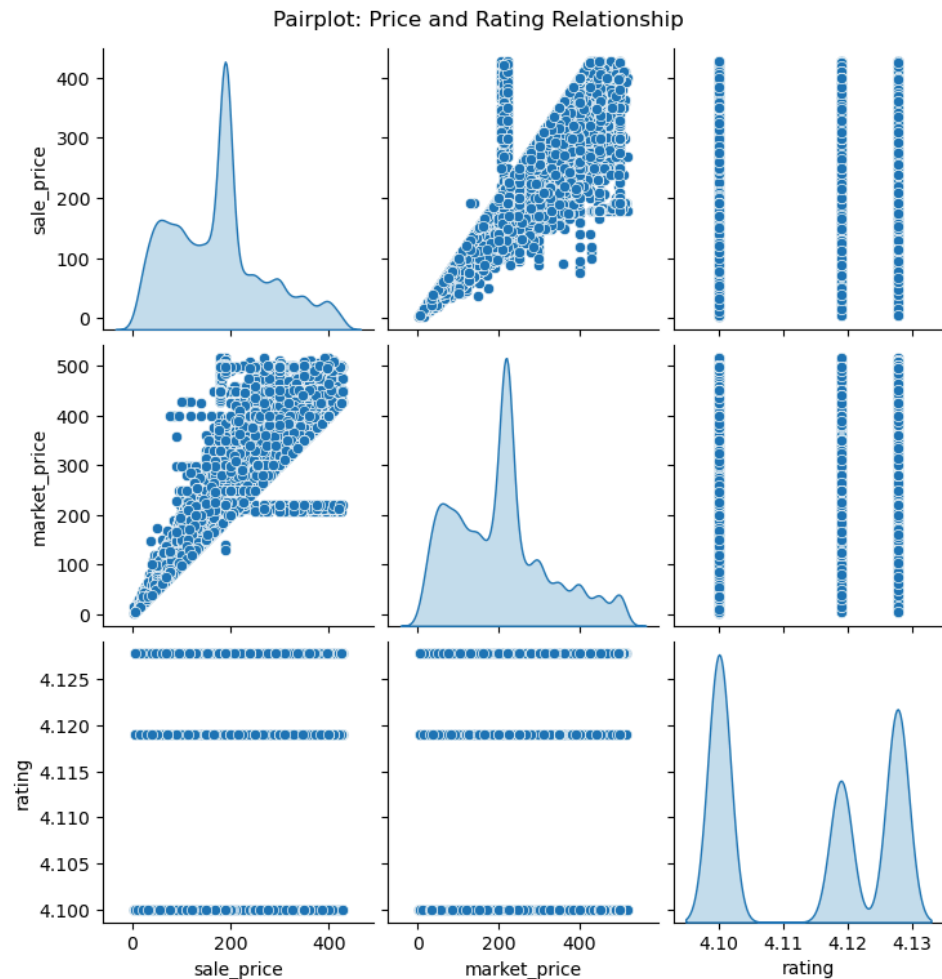 Pairplot: Price and Rating Relationship
sale_price
400
300
200
100
0
market_price
500
400
300
200
100
0
rating
4.125
4.120
4.115
4.110
4.105
4.100
0 200 400
sale_price
0 200 400
market_price
4.10 4.11 4.12 4.13
rating